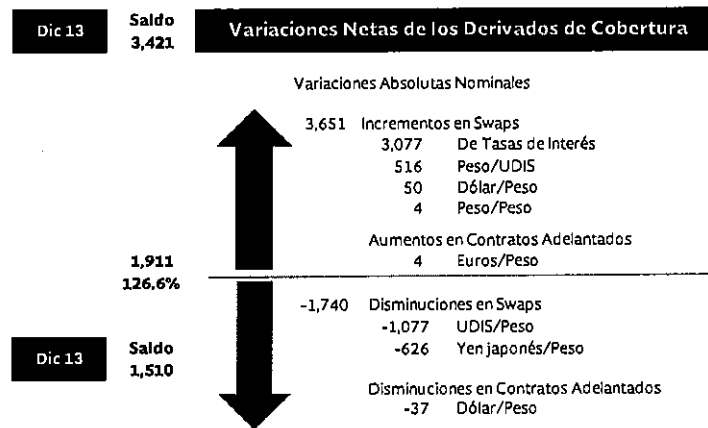 Dic 13
Saldo
3,421
Variaciones Netas de los Derivados de Cobertura
Variaciones Absolutas Nominales
3,651 Incrementos en Swaps
3,077 De Tasas de Interés
516 Peso/UDIS
50 Dólar/Peso
4 Peso/Peso
Aumentos en Contratos Adelantados
4 Euros/Peso
1,911
126,6%
-1,740 Disminuciones en Swaps
-1,077 UDIS/Peso
-626 Yen japonés/Peso
Dic 13
Saldo
1,510
Disminuciones en Contratos Adelantados
-37 Dólar/Peso